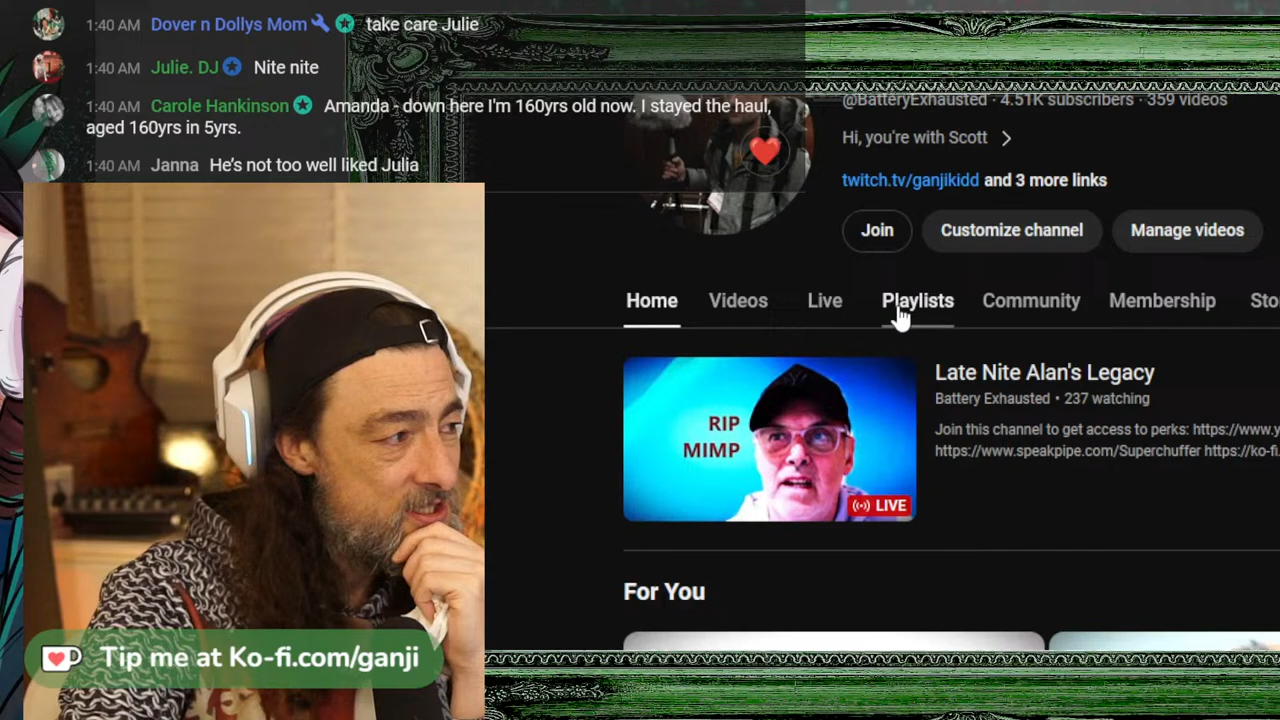 1:40 AM Dover n Dollys Mom take care Julie
1:40 AM Julie. DJ Nite nite
1:40 AM Carole Hankinson Amanda - down here I'm 160yrs old now. I stayed the haul,
aged 160yrs in 5yrs.
1:40 AM Janna He's not too well liked Julia
@BatteryExhausted · 4.51K subscribers · 359 videos
Hi, you're with Scott
twitch.tv/ganjikidd and 3 more links
Join Customize channel Manage videos
Home Videos Live Playlists Community Membership Sto
RIP
MIMP
LIVE
Late Nite Alan's Legacy
Battery Exhausted • 237 watching
Join this channel to get access to perks: https://www.y
https://www.speakpipe.com/Superchuffer https://ko-fi.
For You
Tip me at Ko-fi.com/ganji